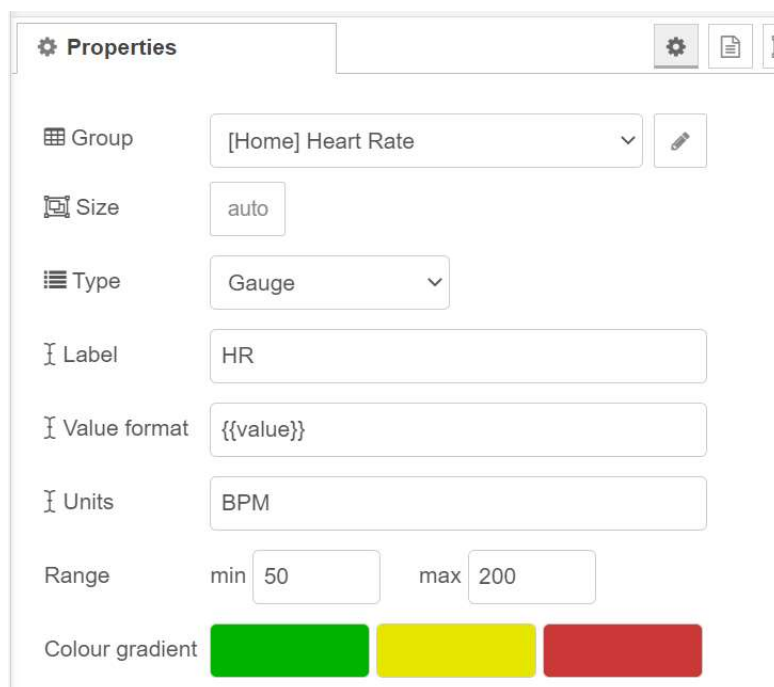 Properties
Group [Home] Heart Rate
Size auto
Type Gauge
Label HR
Value format {{value}}
Units BPM
Range min 50 max 200
Colour gradient